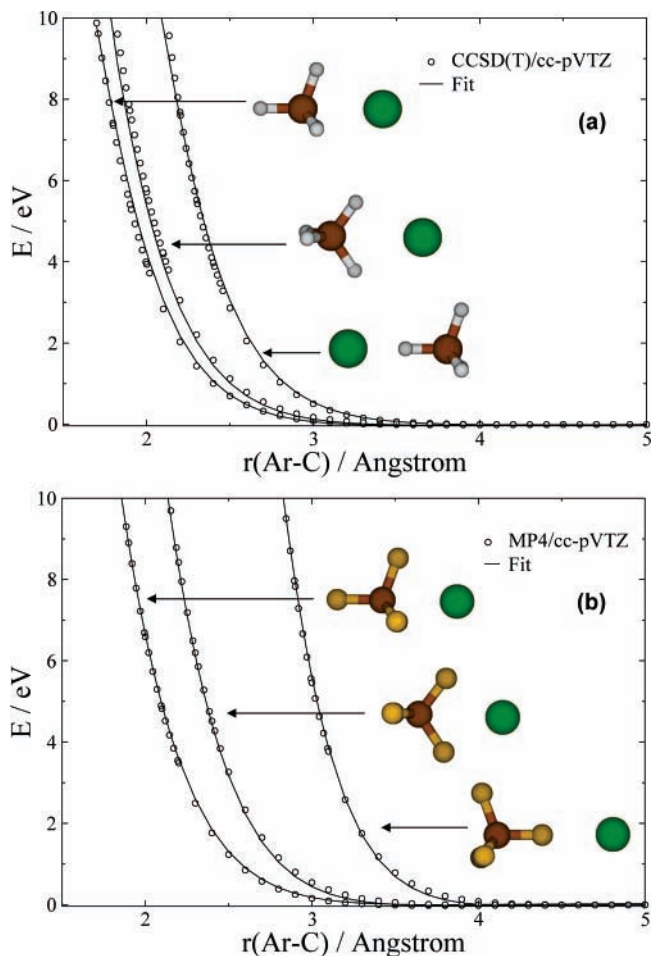 10
CCSD(T)/cc-pVTZ
Fit
8
(a)
6
E / eV
4
2
0
2 3 4 5
r(Ar-C) / Angstrom
10
MP4/cc-pVTZ
Fit
8
(b)
6
E / eV
4
2
0
2 3 4 5
r(Ar-C) / Angstrom